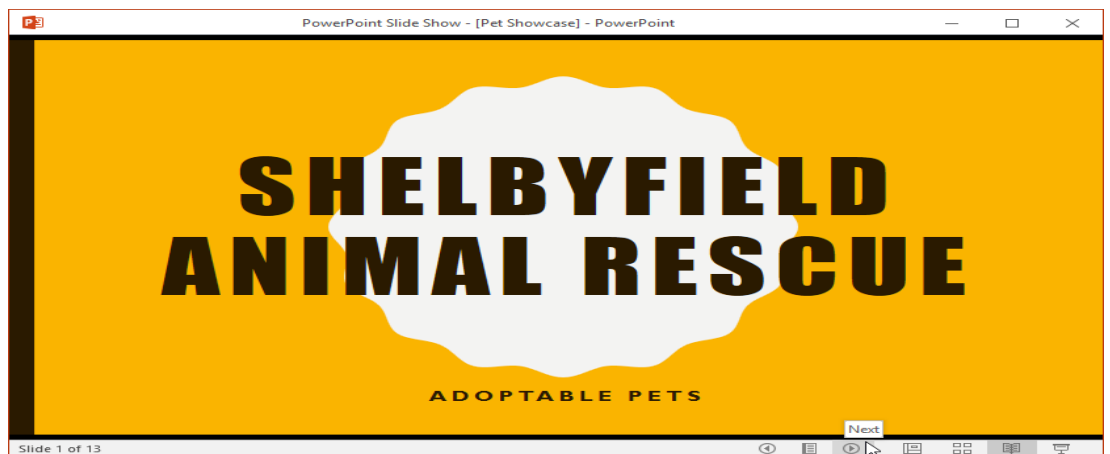 PowerPoint Slide Show - [Pet Showcase] - PowerPoint
SHELBYFIELD
ANIMAL RESCUE
ADOPTABLE PETS
Next
Slide 1 of 13